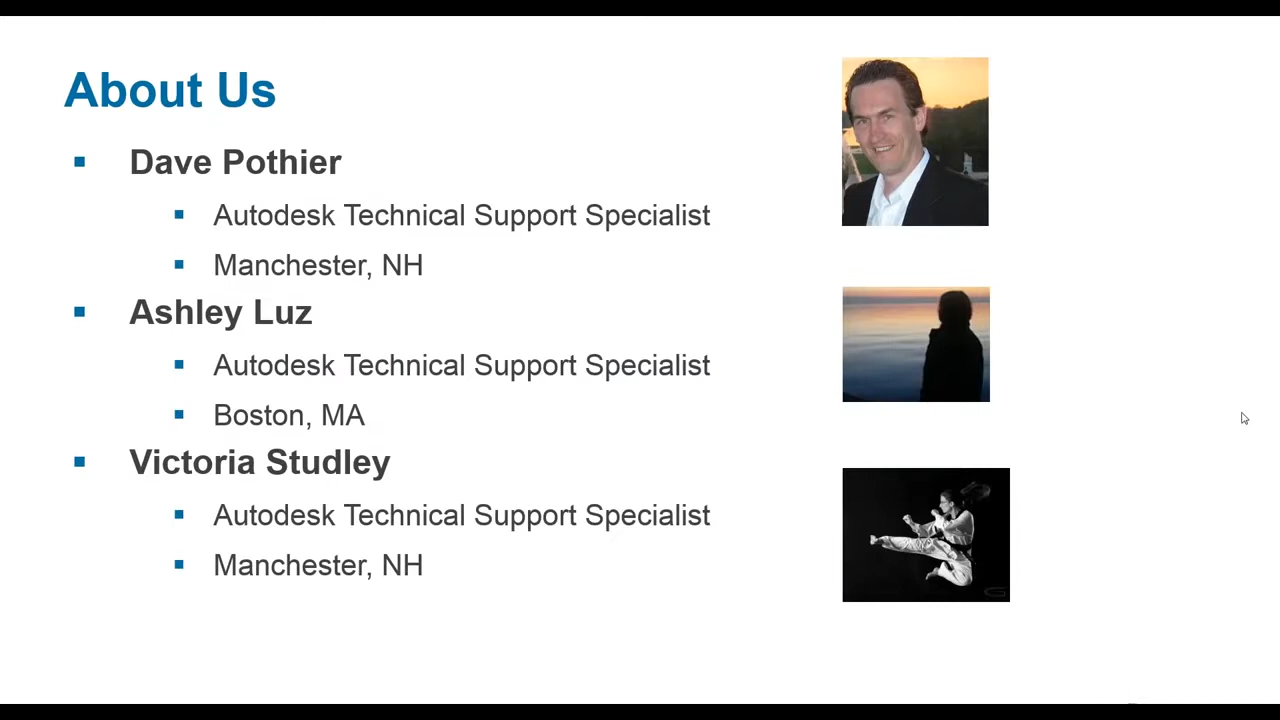 About Us
Dave Pothier
Autodesk Technical Support Specialist
Manchester, NH
Ashley Luz
Autodesk Technical Support Specialist
Boston, MA
Victoria Studley
Autodesk Technical Support Specialist
Manchester, NH